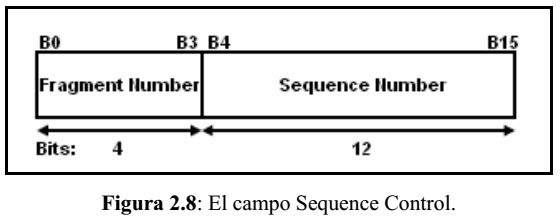 B0 B3 B4 B15
Fragment Number Sequence Number
Bits: 4 12
Figura 2.8: El campo Sequence Control.